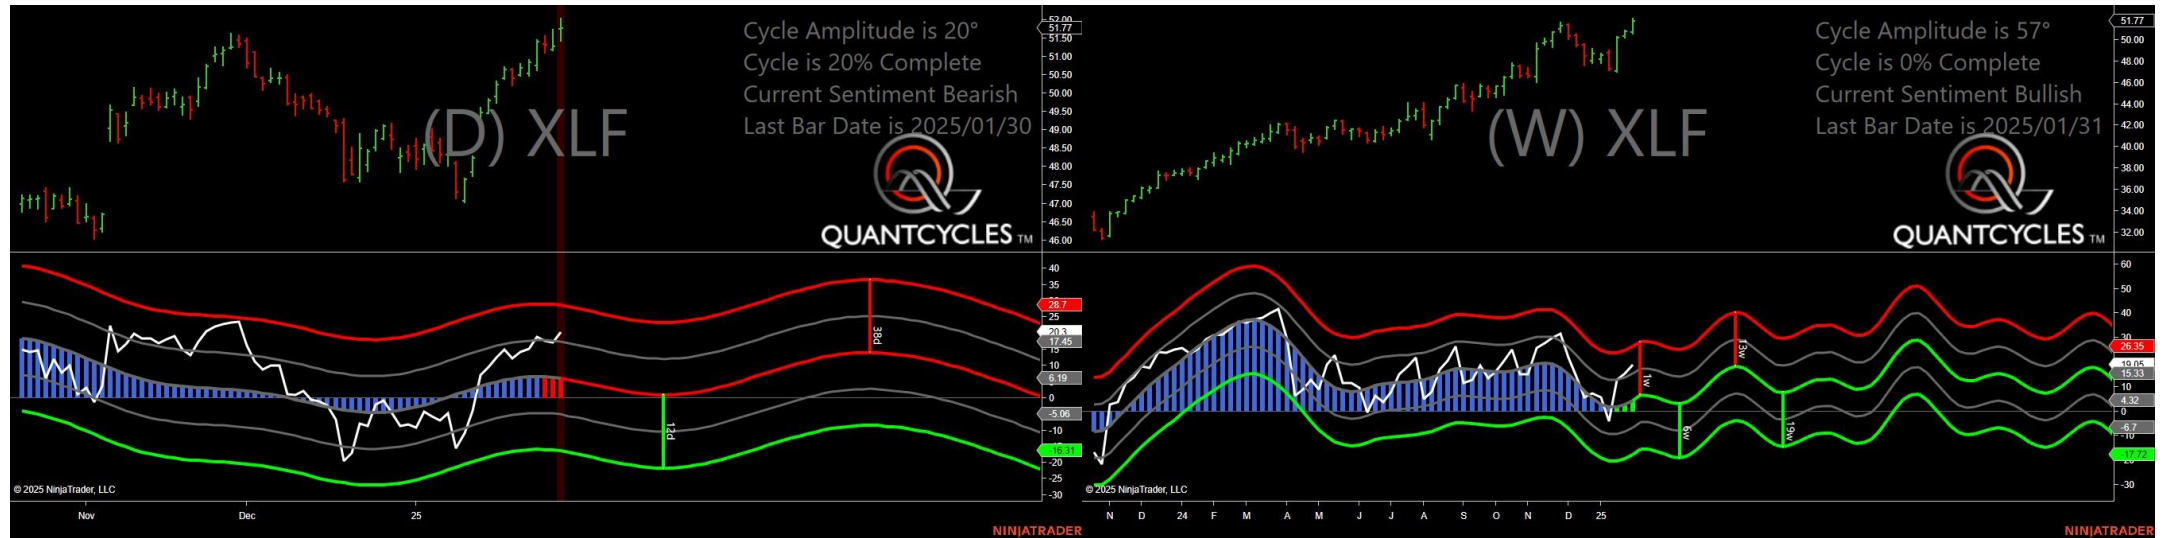 Cycle Amplitude is 20°
Cycle is 20% Complete
Current Sentiment Bearish
Last Bar Date is 2025/01/30
(D) XLF
QUANTCYCLES TM
52.00
51.77
51.50
51.00
50.50
50.00
49.50
49.00
48.50
48.00
47.50
47.00
46.50
46.00
40
35
28.7
25
20.3
17.45
15
10
6.19
0
-5.06
-10
-16.31
-20
-25
-30
38d
12d
© 2025 NinjaTrader, LLC
Nov Dec 25
NINJATRADER
Cycle Amplitude is 57°
Cycle is 0% Complete
Current Sentiment Bullish
Last Bar Date is 2025/01/31
(W) XLF
QUANTCYCLES TM
51.77
50.00
48.00
46.00
44.00
42.00
40.00
38.00
36.00
34.00
32.00
60
50
40
30
26.35
19.05
15.33
10
4.32
0
-6.7
-10
-17.72
-30
1w
13w
6w
19w
© 2025 NinjaTrader, LLC
N D 24 F M A M J J A S O N D 25
NINJATRADER